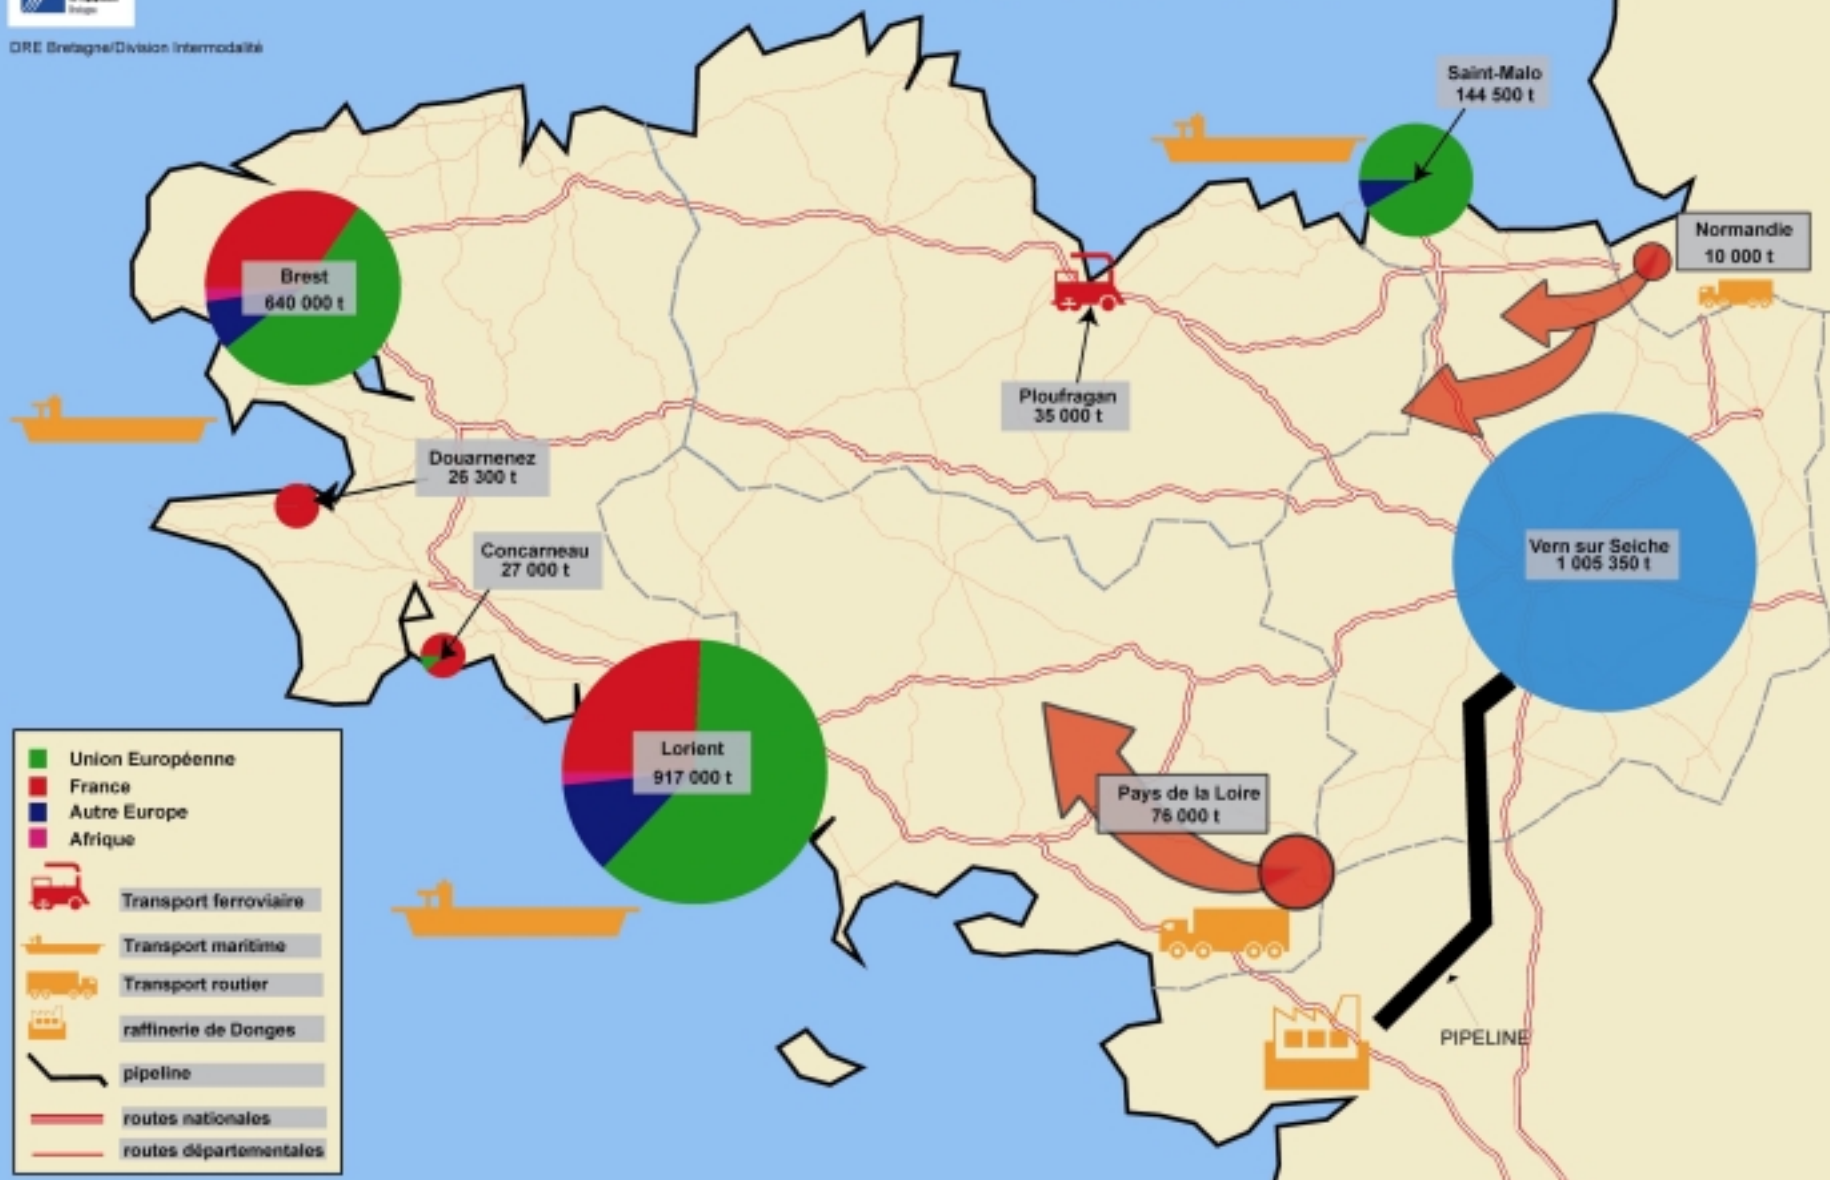 Bretagne
DRE Bretagne/Division Intermodalité
Saint-Malo
144 500 t
Normandie
10 000 t
Brest
640 000 t
Ploufragan
35 000 t
Douarnenez
26 300 t
Concarneau
27 000 t
Vern sur Seiche
1 005 350 t
Lorient
917 000 t
Pays de la Loire
76 000 t
PIPELINE
Union Européenne
France
Autre Europe
Afrique
Transport ferroviaire
Transport maritime
Transport routier
raffinerie de Donges
pipeline
routes nationales
routes départementales